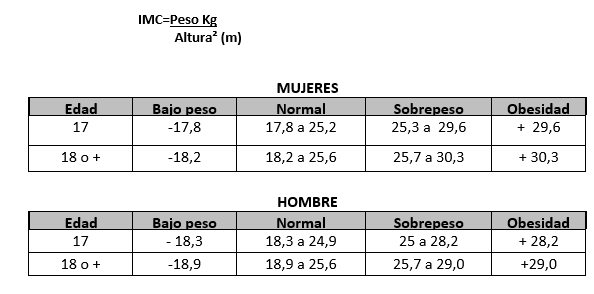 IMC=Peso Kg
Altura² (m)
MUJERES
Edad Bajo peso Normal Sobrepeso Obesidad
17 -17,8 17,8 a 25,2 25,3 a 29,6 + 29,6
18 o + -18,2 18,2 a 25,6 25,7 a 30,3 + 30,3
HOMBRE
Edad Bajo peso Normal Sobrepeso Obesidad
17 - 18,3 18,3 a 24,9 25 a 28,2 + 28,2
18 o + -18,9 18,9 a 25,6 25,7 a 29,0 +29,0